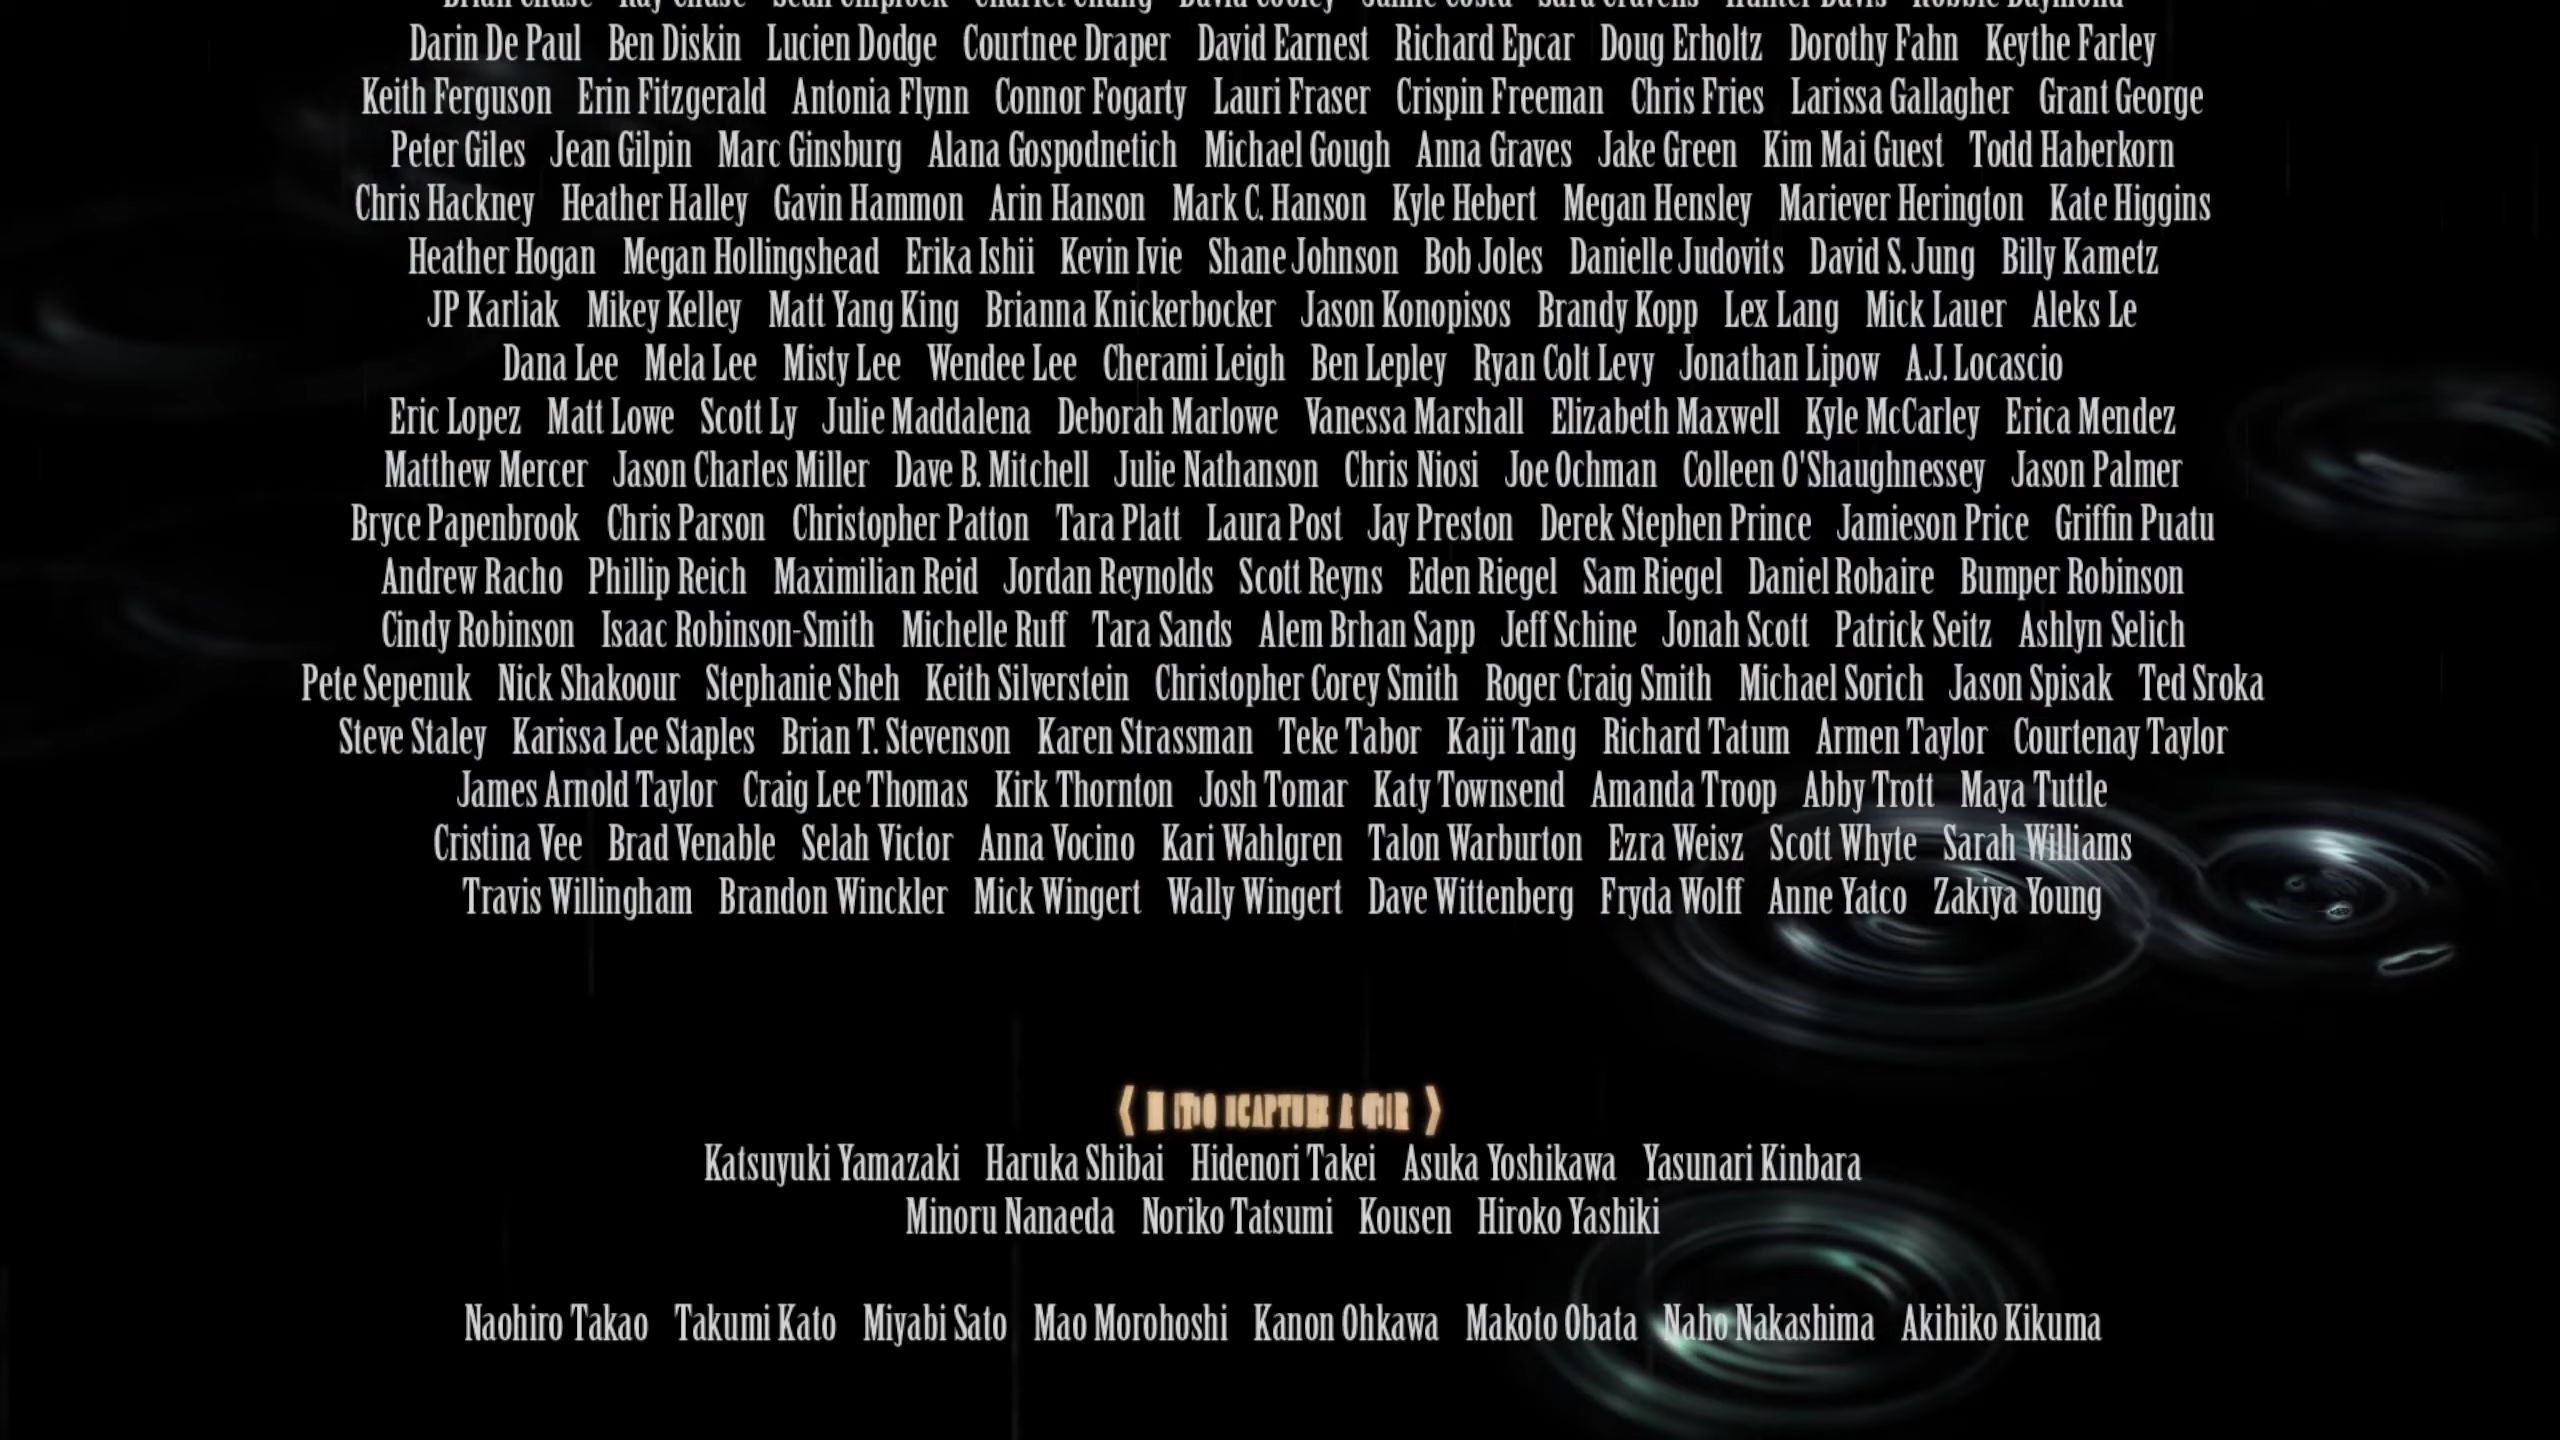 Brian Chase Ray Chase Sean Chiplock Charlet Chung David Cooley Jamie Costa Sara Cravens Hunter Davis Robbie Daymond
Darin De Paul Ben Diskin Lucien Dodge Courtnee Draper David Earnest Richard Epcar Doug Erholtz Dorothy Fahn Keythe Farley
Keith Ferguson Erin Fitzgerald Antonia Flynn Connor Fogarty Lauri Fraser Crispin Freeman Chris Fries Larissa Gallagher Grant George
Peter Giles Jean Gilpin Marc Ginsburg Alana Gospodnetich Michael Gough Anna Graves Jake Green Kim Mai Guest Todd Haberkorn
Chris Hackney Heather Halley Gavin Hammon Arin Hanson Mark C. Hanson Kyle Hebert Megan Hensley Mariever Herington Kate Higgins
Heather Hogan Megan Hollingshead Erika Ishii Kevin Ivie Shane Johnson Bob Joles Danielle Judovits David S. Jung Billy Kametz
JP Karliak Mikey Kelley Matt Yang King Brianna Knickerbocker Jason Konopisos Brandy Kopp Lex Lang Mick Lauer Aleks Le
Dana Lee Mela Lee Misty Lee Wendee Lee Cherami Leigh Ben Lepley Ryan Colt Levy Jonathan Lipow A.J. Locascio
Eric Lopez Matt Lowe Scott Ly Julie Maddalena Deborah Marlowe Vanessa Marshall Elizabeth Maxwell Kyle McCarley Erica Mendez
Matthew Mercer Jason Charles Miller Dave B. Mitchell Julie Nathanson Chris Niosi Joe Ochman Colleen O'Shaughnessey Jason Palmer
Bryce Papenbrook Chris Parson Christopher Patton Tara Platt Laura Post Jay Preston Derek Stephen Prince Jamieson Price Griffin Puatu
Andrew Racho Phillip Reich Maximilian Reid Jordan Reynolds Scott Reyns Eden Riegel Sam Riegel Daniel Robaire Bumper Robinson
Cindy Robinson Isaac Robinson-Smith Michelle Ruff Tara Sands Alem Brhan Sapp Jeff Schine Jonah Scott Patrick Seitz Ashlyn Selich
Pete Sepenuk Nick Shakoour Stephanie Sheh Keith Silverstein Christopher Corey Smith Roger Craig Smith Michael Sorich Jason Spisak Ted Sroka
Steve Staley Karissa Lee Staples Brian T. Stevenson Karen Strassman Teke Tabor Kaiji Tang Richard Tatum Armen Taylor Courtenay Taylor
James Arnold Taylor Craig Lee Thomas Kirk Thornton Josh Tomar Katy Townsend Amanda Troop Abby Trott Maya Tuttle
Cristina Vee Brad Venable Selah Victor Anna Vocino Kari Wahlgren Talon Warburton Ezra Weisz Scott Whyte Sarah Williams
Travis Willingham Brandon Winckler Mick Wingert Wally Wingert Dave Wittenberg Fryda Wolff Anne Yatco Zakiya Young
Katsuyuki Yamazaki Haruka Shibai Hidenori Takei Asuka Yoshikawa Yasunari Kinbara
Minoru Nanaeda Noriko Tatsumi Kousen Hiroko Yashiki
Naohiro Takao Takumi Kato Miyabi Sato Mao Morohoshi Kanon Ohkawa Makoto Obata Naho Nakashima Akihiko Kikuma